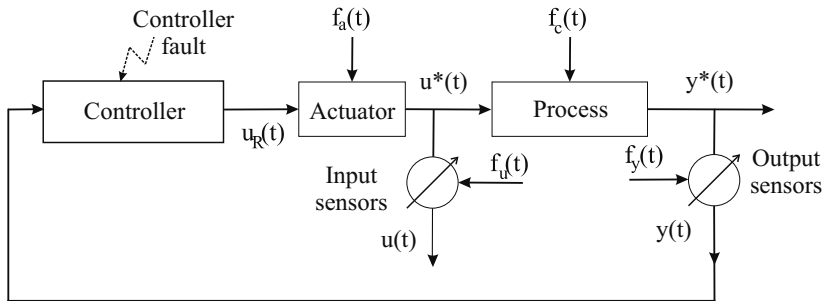 Controller
fault
f_a(t)
f_c(t)
u*(t)
y*(t)
Controller
Actuator
Process
u_R(t)
Input
sensors
f_u(t)
f_y(t)
Output
sensors
u(t)
y(t)